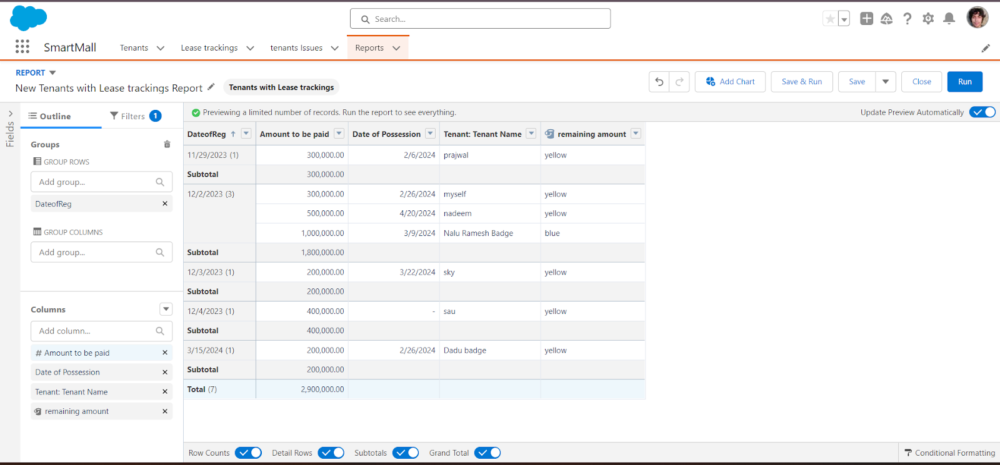 Search...
SmartMall Tenants Lease trackings tenants Issues Reports
REPORT
New Tenants with Lease trackings Report Tenants with Lease trackings
Add Chart Save & Run Save Close Run
Fields
Outline Filters 1
Previewing a limited number of records. Run the report to see everything. Update Preview Automatically
Groups
GROUP ROWS
Add group...
DateofReg
GROUP COLUMNS
Add group...
Columns
Add column...
# Amount to be paid
Date of Possession
Tenant: Tenant Name
remaining amount
DateofReg ↑ Amount to be paid Date of Possession Tenant: Tenant Name remaining amount
11/29/2023 (1) 300,000.00 2/6/2024 prajwal yellow
Subtotal 300,000.00
12/2/2023 (3) 300,000.00 2/26/2024 myself yellow
500,000.00 4/20/2024 nadeem yellow
1,000,000.00 3/9/2024 Nalu Ramesh Badge blue
Subtotal 1,800,000.00
12/3/2023 (1) 200,000.00 3/22/2024 sky yellow
Subtotal 200,000.00
12/4/2023 (1) 400,000.00 - sau yellow
Subtotal 400,000.00
3/15/2024 (1) 200,000.00 2/26/2024 Dadu badge yellow
Subtotal 200,000.00
Total (7) 2,900,000.00
Row Counts Detail Rows Subtotals Grand Total Conditional Formatting